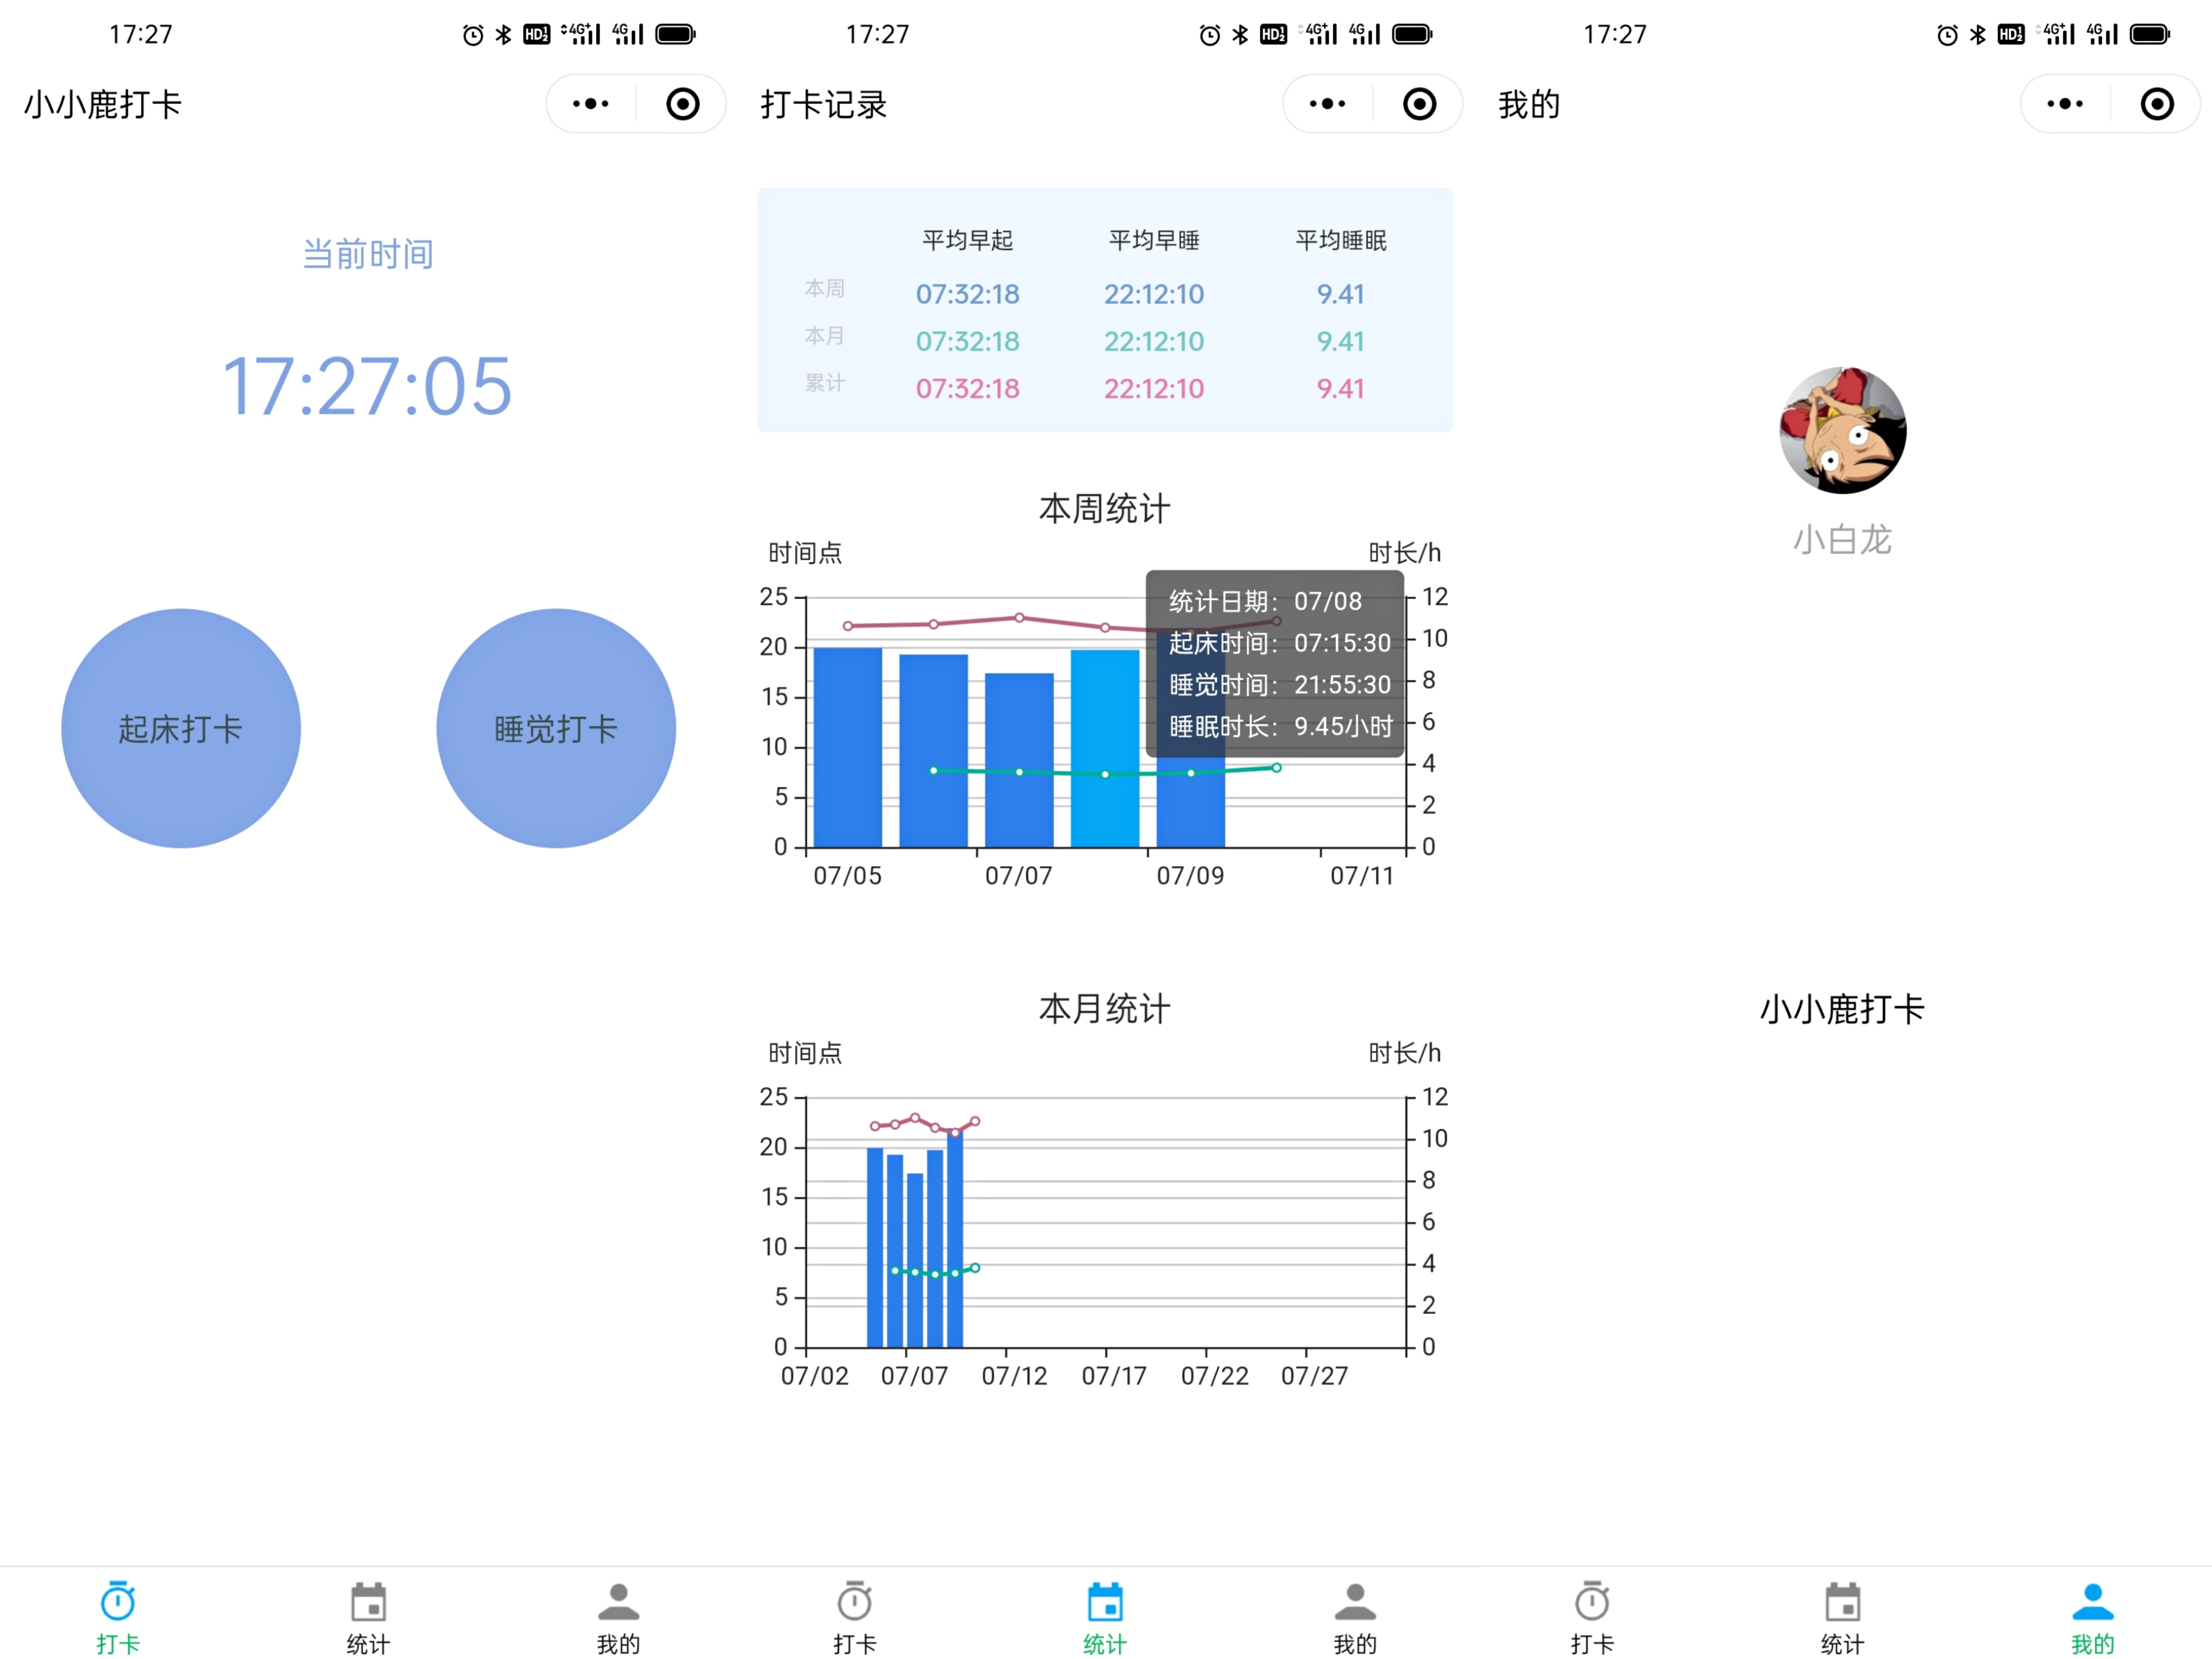 17:27
HD 4G+ 4G
小小鹿打卡
当前时间
17:27:05
起床打卡
睡觉打卡
打卡 统计 我的
17:27
HD 4G+ 4G
打卡记录
平均早起 平均早睡 平均睡眠
本周 07:32:18 22:12:10 9.41
本月 07:32:18 22:12:10 9.41
累计 07:32:18 22:12:10 9.41
本周统计
时间点 时长/h
25 12
20 10
15 8
10 6
5 4
0 2
0
统计日期：07/08
起床时间：07:15:30
睡觉时间：21:55:30
睡眠时长：9.45小时
07/05 07/07 07/09 07/11
本月统计
时间点 时长/h
25 12
20 10
15 8
10 6
5 4
0 2
0
07/02 07/07 07/12 07/17 07/22 07/27
打卡 统计 我的
17:27
HD 4G+ 4G
我的
小白龙
小小鹿打卡
打卡 统计 我的